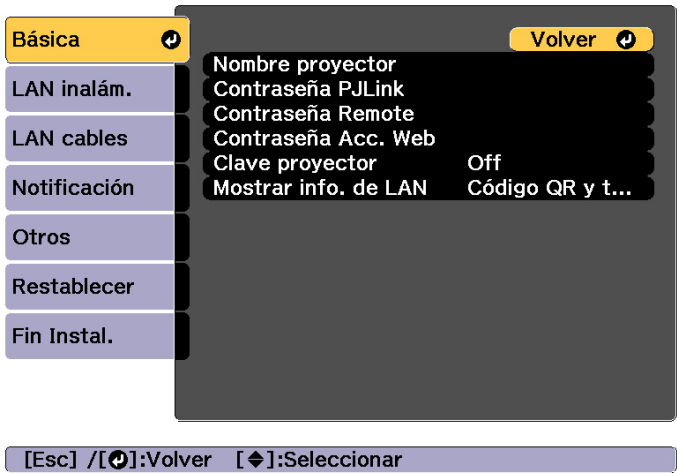 Básica
LAN inalám.
LAN cables
Notificación
Otros
Restablecer
Fin Instal.
Volver
Nombre proyector
Contraseña PJLink
Contraseña Remote
Contraseña Acc. Web
Clave proyector Off
Mostrar info. de LAN Código QR y t...
[Esc] /[⏎]:Volver [◆]:Seleccionar